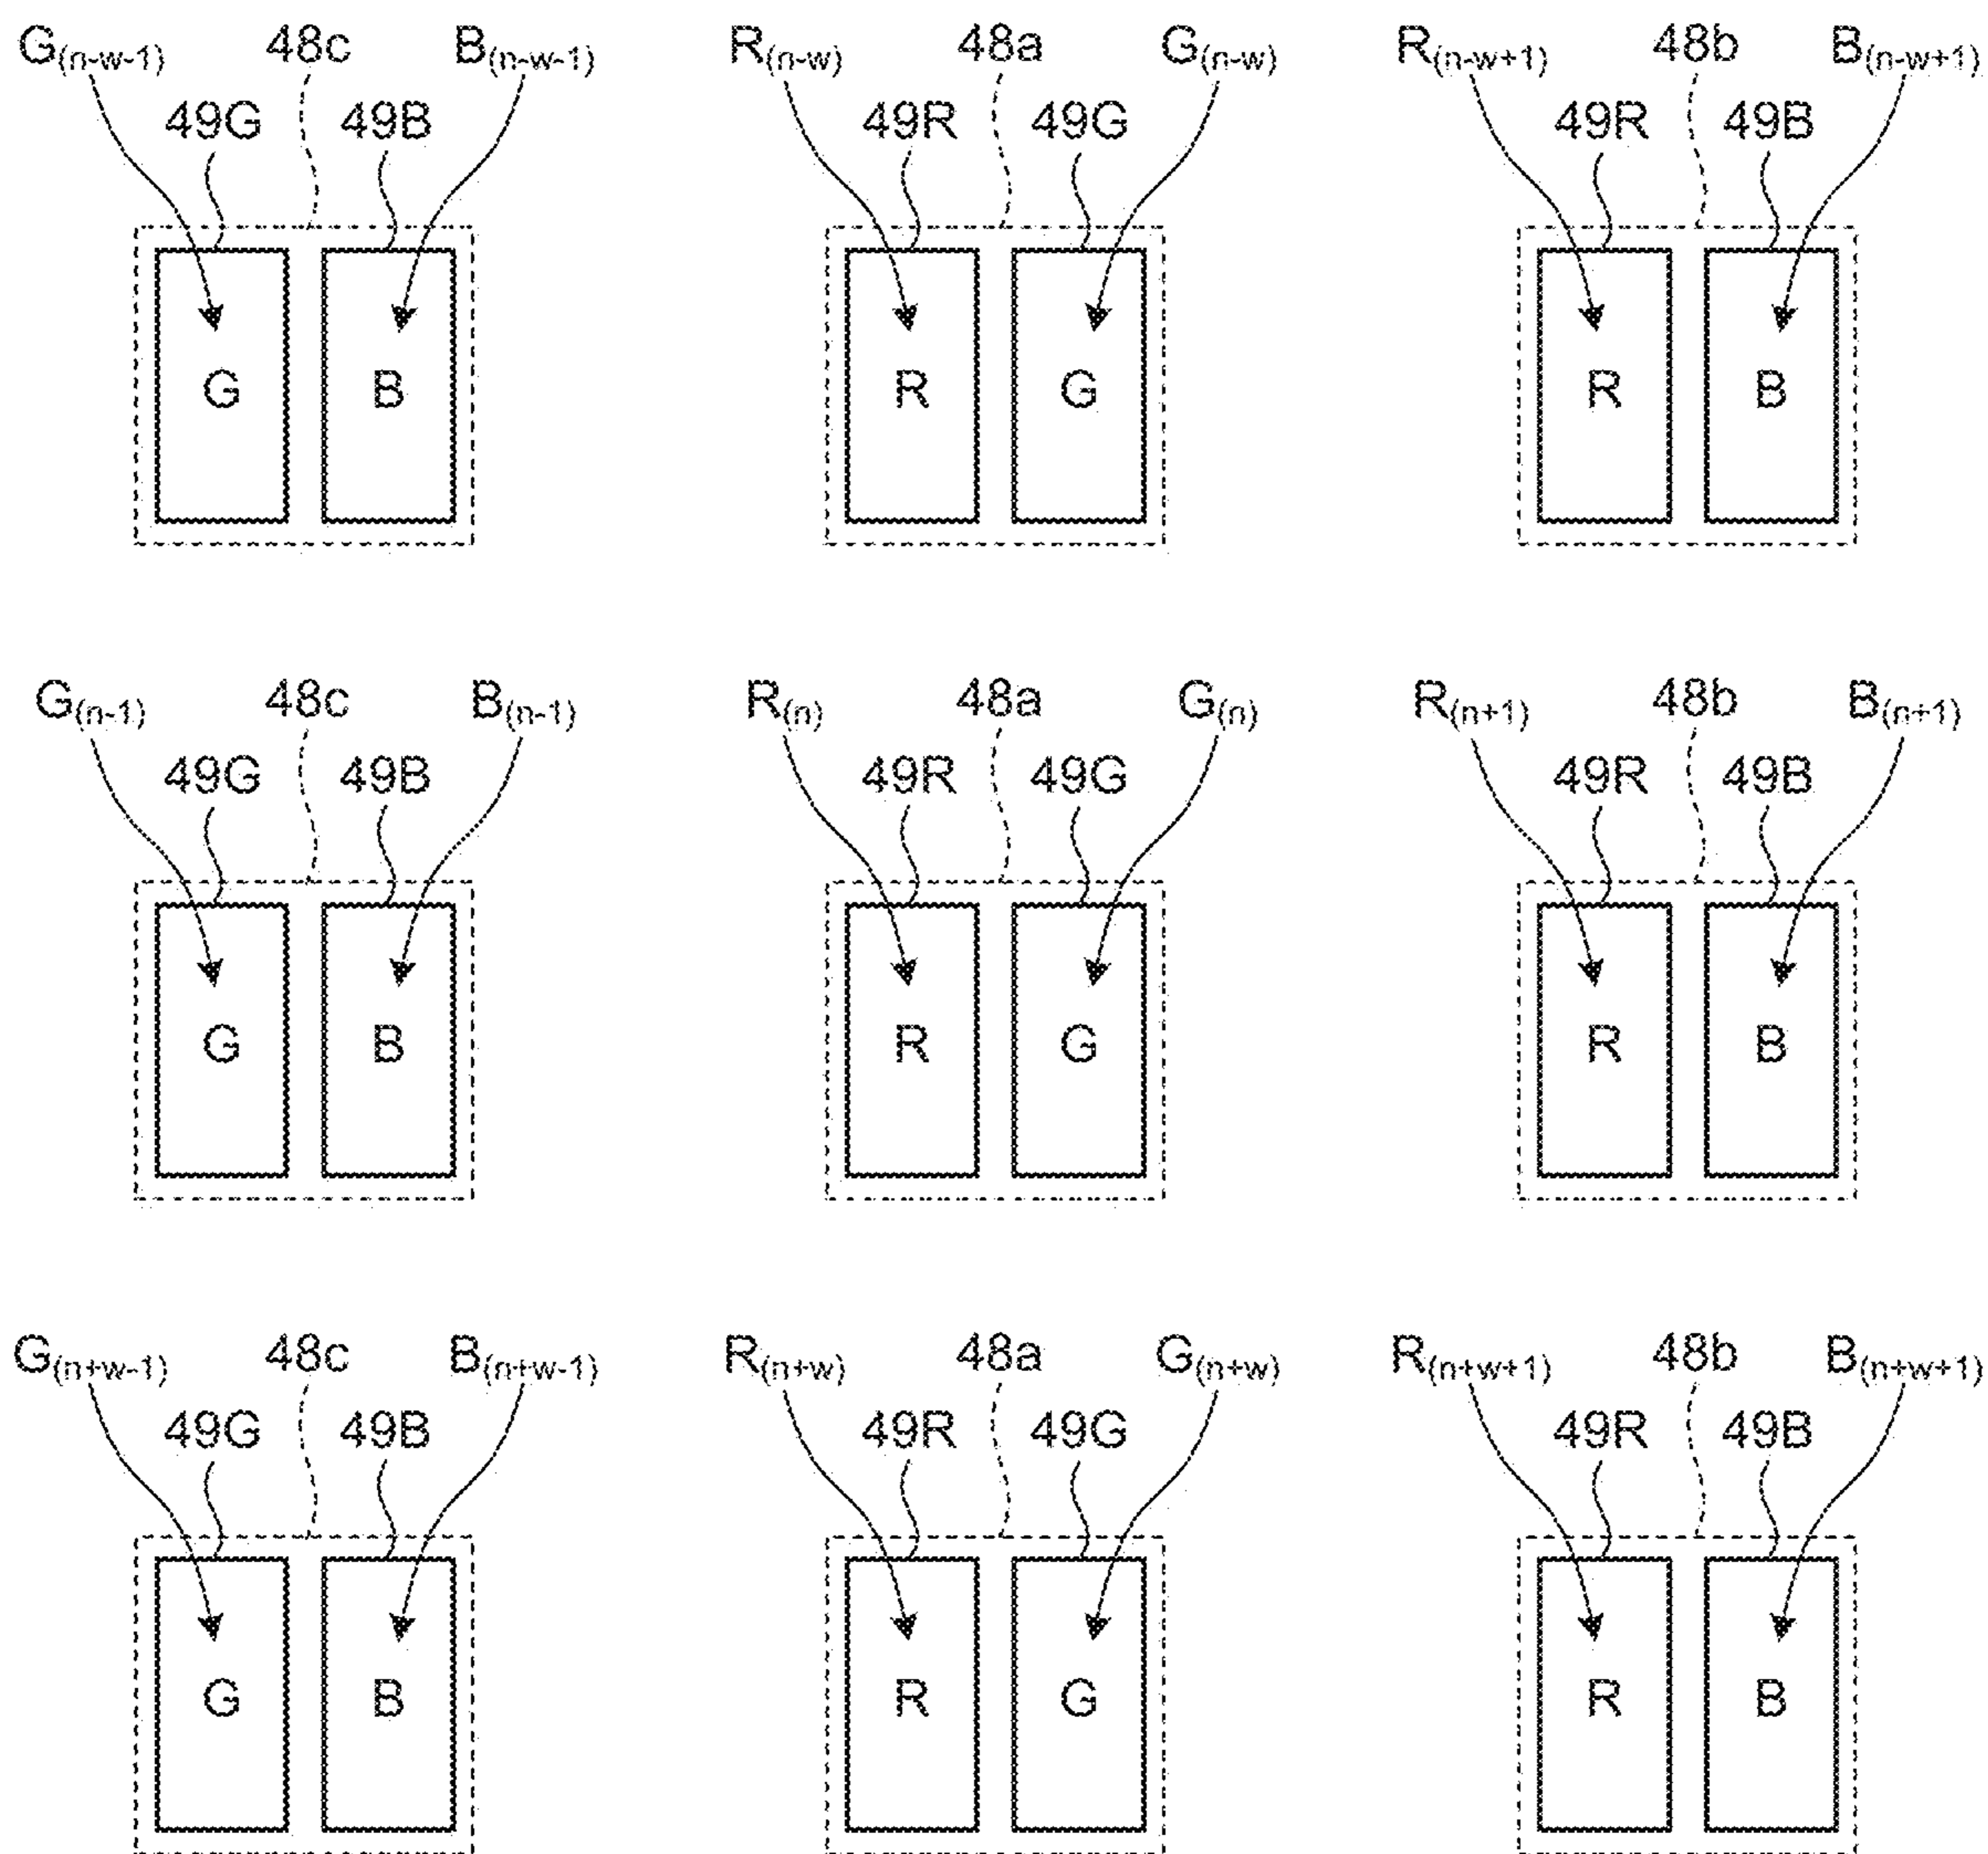 G(n-w-1) 48c B(n-w-1) R(n-w) 48a G(n-w) R(n-w+1) 48b B(n-w+1)
49G 49B 49R 49G 49R 49B
G B R G R B
G(n-1) 48c B(n-1) R(n) 48a G(n) R(n+1) 48b B(n+1)
49G 49B 49R 49G 49R 49B
G B R G R B
G(n+w-1) 48c B(n+w-1) R(n+w) 48a G(n+w) R(n+w+1) 48b B(n+w+1)
49G 49B 49R 49G 49R 49B
G B R G R B